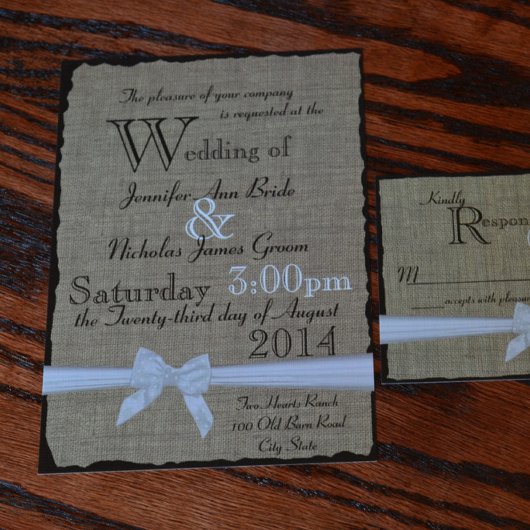 The pleasure of your company
is requested at the
Wedding of
Jennifer Ann Bride
&
Nicholas James Groom
Saturday 3:00pm
the Twenty-third day of August
2014
Two Hearts Ranch
100 Old Barn Road
City State
Kindly
Respon
M
accepts with pleas